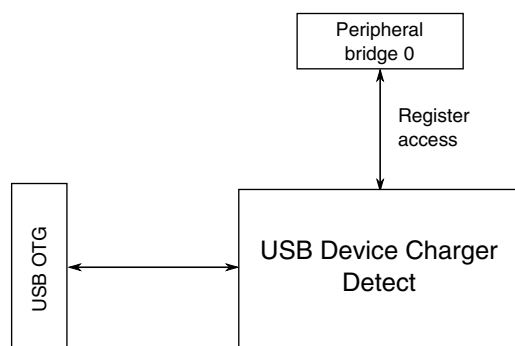 Peripheral
bridge 0
Register
access
USB Device Charger
Detect
USB OTG